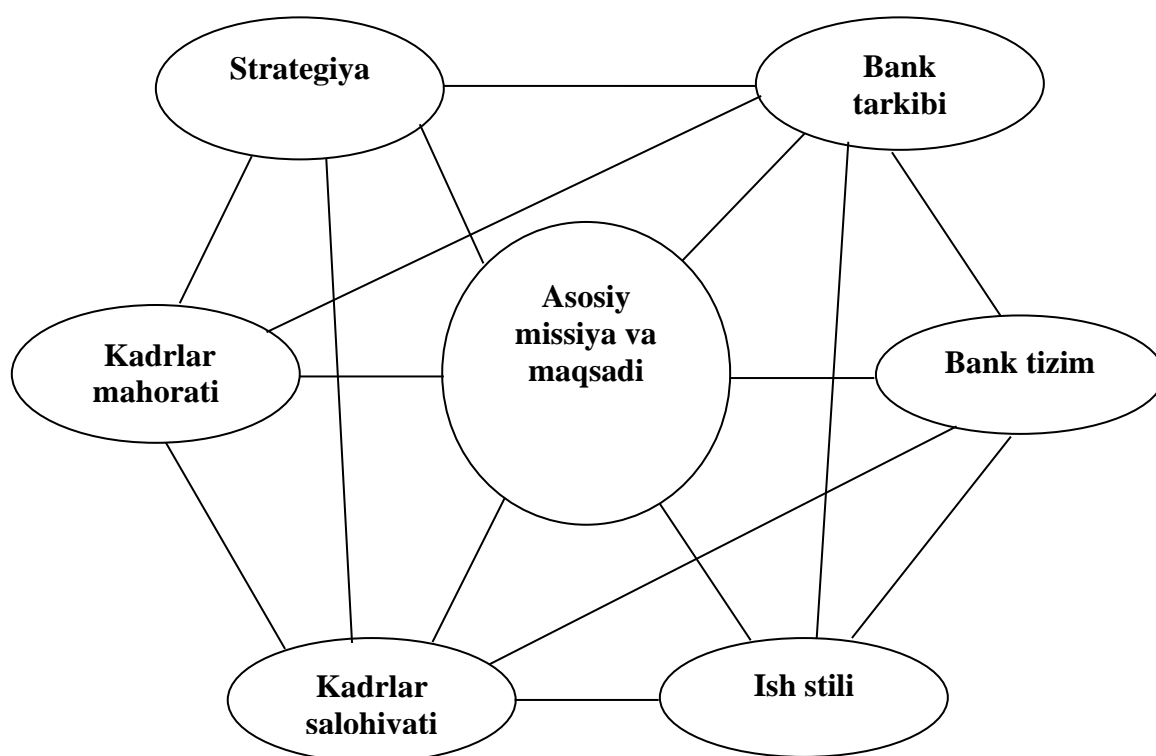 Strategiya
Bank
tarkibi
Asosiy
missiya va
maqsadi
Kadrlar
mahorati
Bank tizim
Kadrlar
salohivati
Ish stili